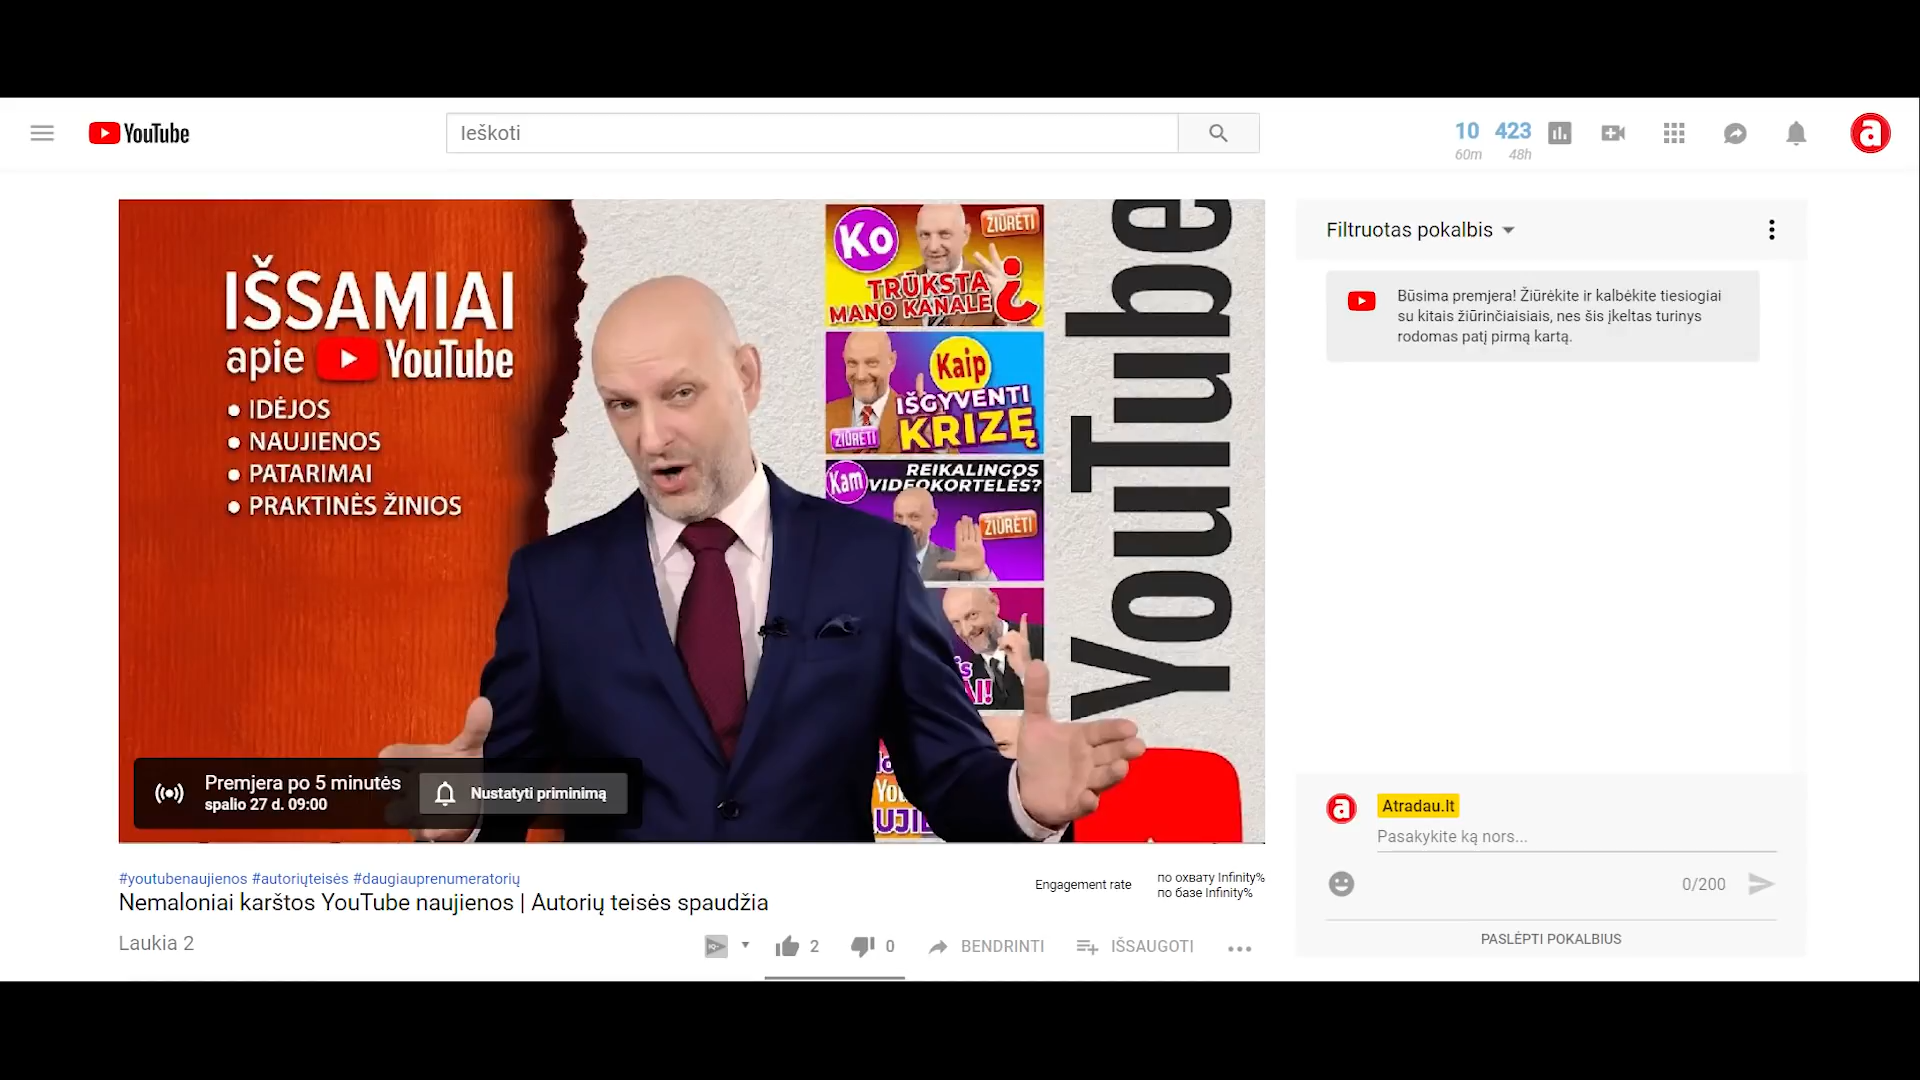 YouTube
Ieškoti
10 423
60m 48h
IŠSAMIAI
apie YouTube
• IDĖJOS
• NAUJIENOS
• PATARIMAI
• PRAKTINĖS ŽINIOS
Ko
ŽIŪRĖTI
TRŪKSTA
MANO KANALE
Kaip
IŠGYVENTI
KRIZĘ
ŽIŪRĖTI
Kam
REIKALINGOS
VIDEOKORTELĖS?
ŽIŪRĖTI
YouTube
Premjera po 5 minutės
spalio 27 d. 09:00
Nustatyti priminimą
#youtubenaujienos #autoriųteisės #daugiauprenumeratorių
Nemaloniai karštos YouTube naujienos | Autorių teisės spaudžia
Engagement rate
по охвату Infinity%
по базе Infinity%
Laukia 2
2
0
BENDRINTI
IŠSAUGOTI
Filtruotas pokalbis
Būsima premjera! Žiūrėkite ir kalbėkite tiesiogiai
su kitais žiūrinčiaisiais, nes šis įkeltas turinys
rodomas patį pirmą kartą.
Atradau.lt
Pasakykite ką nors...
0/200
PASLĖPTI POKALBIUS